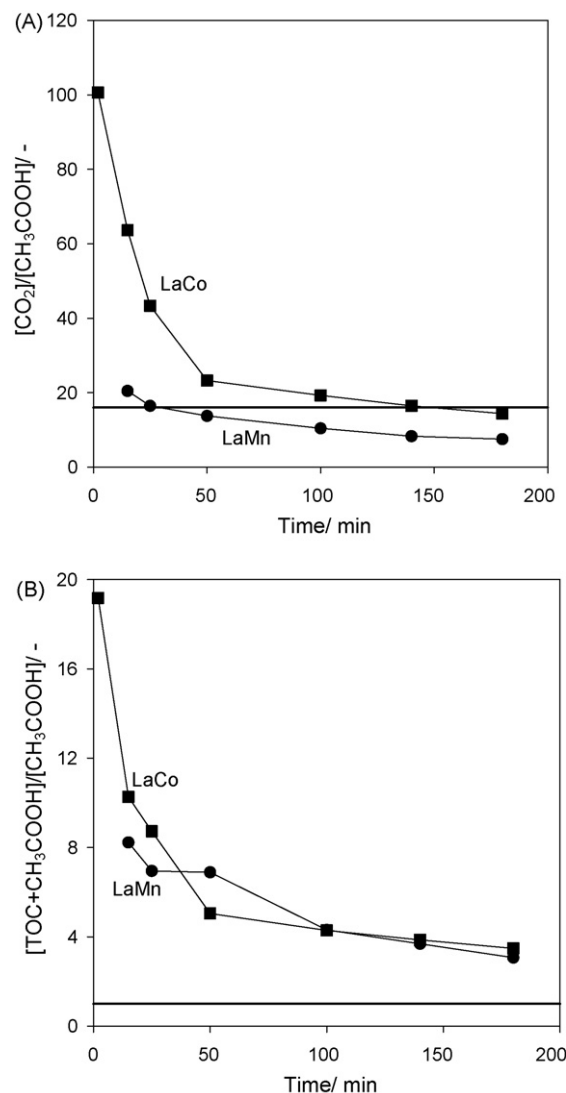 (A)
120
100
80
60
40
20
0
[CO₂]/[CH₃COOH]/ -
LaCo
LaMn
0 50 100 150 200
Time/ min
(B)
20
16
12
8
4
0
[TOC+CH₃COOH]/[CH₃COOH]/ -
LaCo
LaMn
0 50 100 150 200
Time/ min